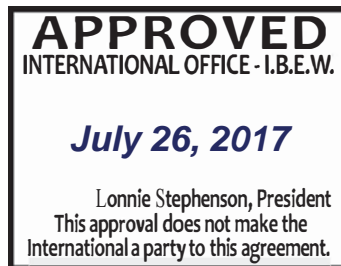 APPROVED
INTERNATIONAL OFFICE - I.B.E.W.
July 26, 2017
Lonnie Stephenson, President
This approval does not make the
International a party to this agreement.